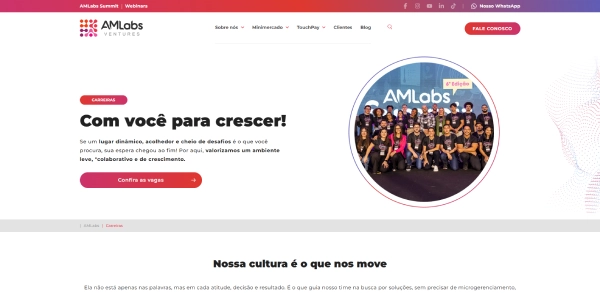 AMLabs Summit | Webinars
Nosso WhatsApp
AMLabs
VENTURES
Sobre nós
Minimercado
TouchPay
Clientes
Blog
FALE CONOSCO
CARREIRAS
Com você para crescer!
Se um lugar dinâmico, acolhedor e cheio de desafios é o que você
procura, sua espera chegou ao fim! Por aqui, valorizamos um ambiente
leve, "colaborativo e de crescimento.
Confira as vagas
6ª Edição
AMLabs
| AMLabs | Carreiras
Nossa cultura é o que nos move
Ela não está apenas nas palavras, mas em cada atitude, decisão e resultado. É o que guia nosso time na busca por soluções, sem precisar de microgerenciamento.